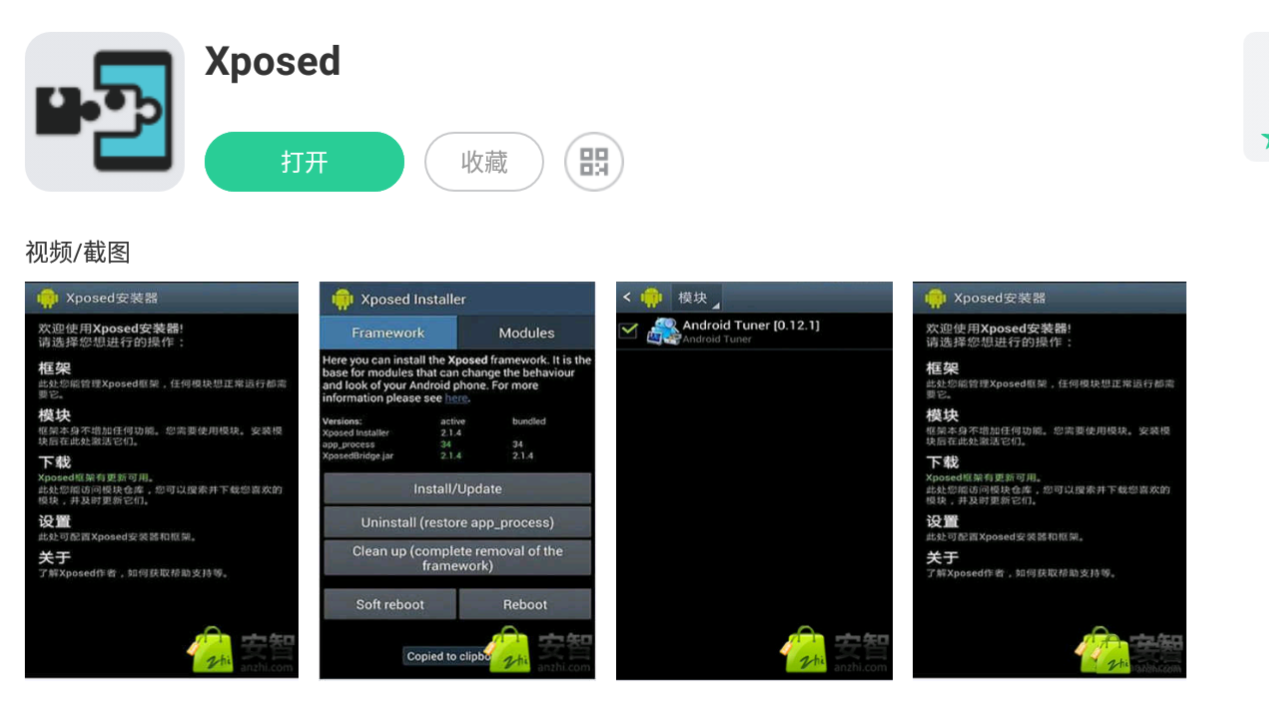 Xposed
打开
收藏
视频/截图
Xposed安装器
欢迎使用Xposed安装器!
请选择您想进行的操作：
框架
此处您能管理Xposed框架，任何模块想正常运行都需
要它。
模块
框架本身不增加任何功能。您需要使用模块。安装模
块后在此处激活它们。
下载
Xposed框架有更新可用。
此处您能访问模块仓库，您可以搜索并下载您喜欢的
模块，并及时更新它们。
设置
此处可配置Xposed安装器和框架。
关于
了解Xposed作者，如何获取帮助支持等。
zhi
安智
anzhi.com
Xposed Installer
Framework
Modules
Here you can install the Xposed framework. It is the
base for modules that can change the behaviour
and look of your Android phone. For more
information please see here.
Versions: active bundled
Xposed Installer 2.1.4
app_process 34 34
XposedBridge.jar 2.1.4 2.1.4
Install/Update
Uninstall (restore app_process)
Clean up (complete removal of the
framework)
Soft reboot
Reboot
Copied to clipbo
zhi
安智
anzhi.com
< 模块
Android Tuner [0.12.1]
Android Tuner
zhi
安智
anzhi.com
Xposed安装器
欢迎使用Xposed安装器!
请选择您想进行的操作：
框架
此处您能管理Xposed框架，任何模块想正常运行都需
要它。
模块
框架本身不增加任何功能。您需要使用模块。安装模
块后在此处激活它们。
下载
Xposed框架有更新可用。
此处您能访问模块仓库，您可以搜索并下载您喜欢的
模块，并及时更新它们。
设置
此处可配置Xposed安装器和框架。
关于
了解Xposed作者，如何获取帮助支持等。
zhi